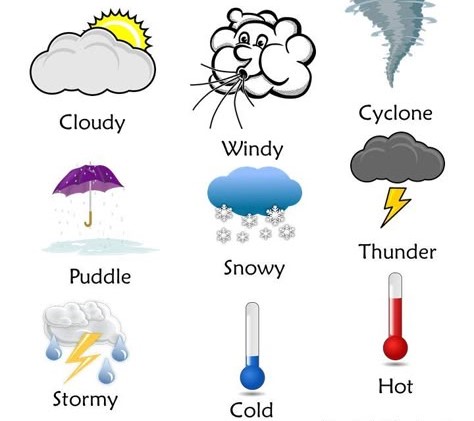 Cloudy
Windy
Cyclone
Puddle
Snowy
Thunder
Stormy
Cold
Hot